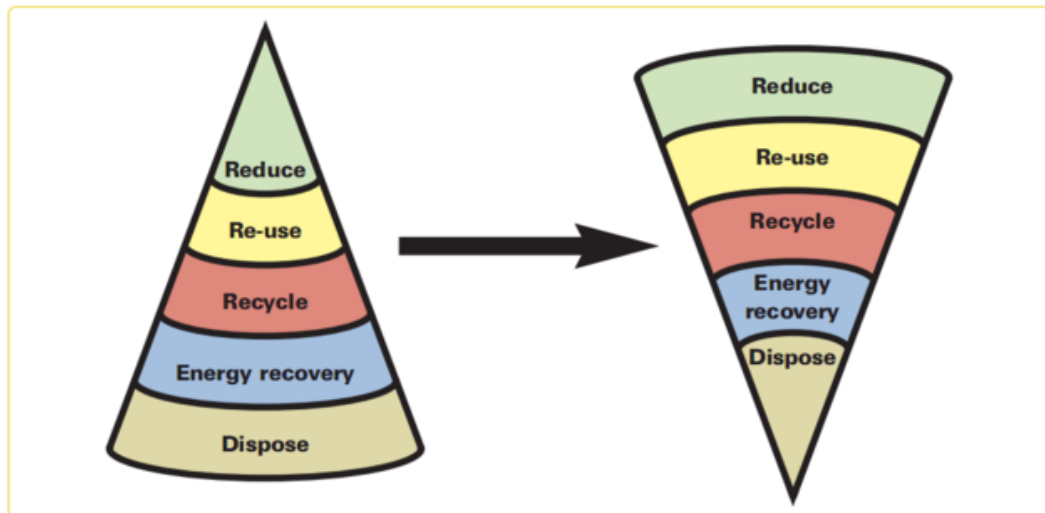 Reduce
Re-use
Recycle
Energy recovery
Dispose
Reduce
Re-use
Recycle
Energy
recovery
Dispose